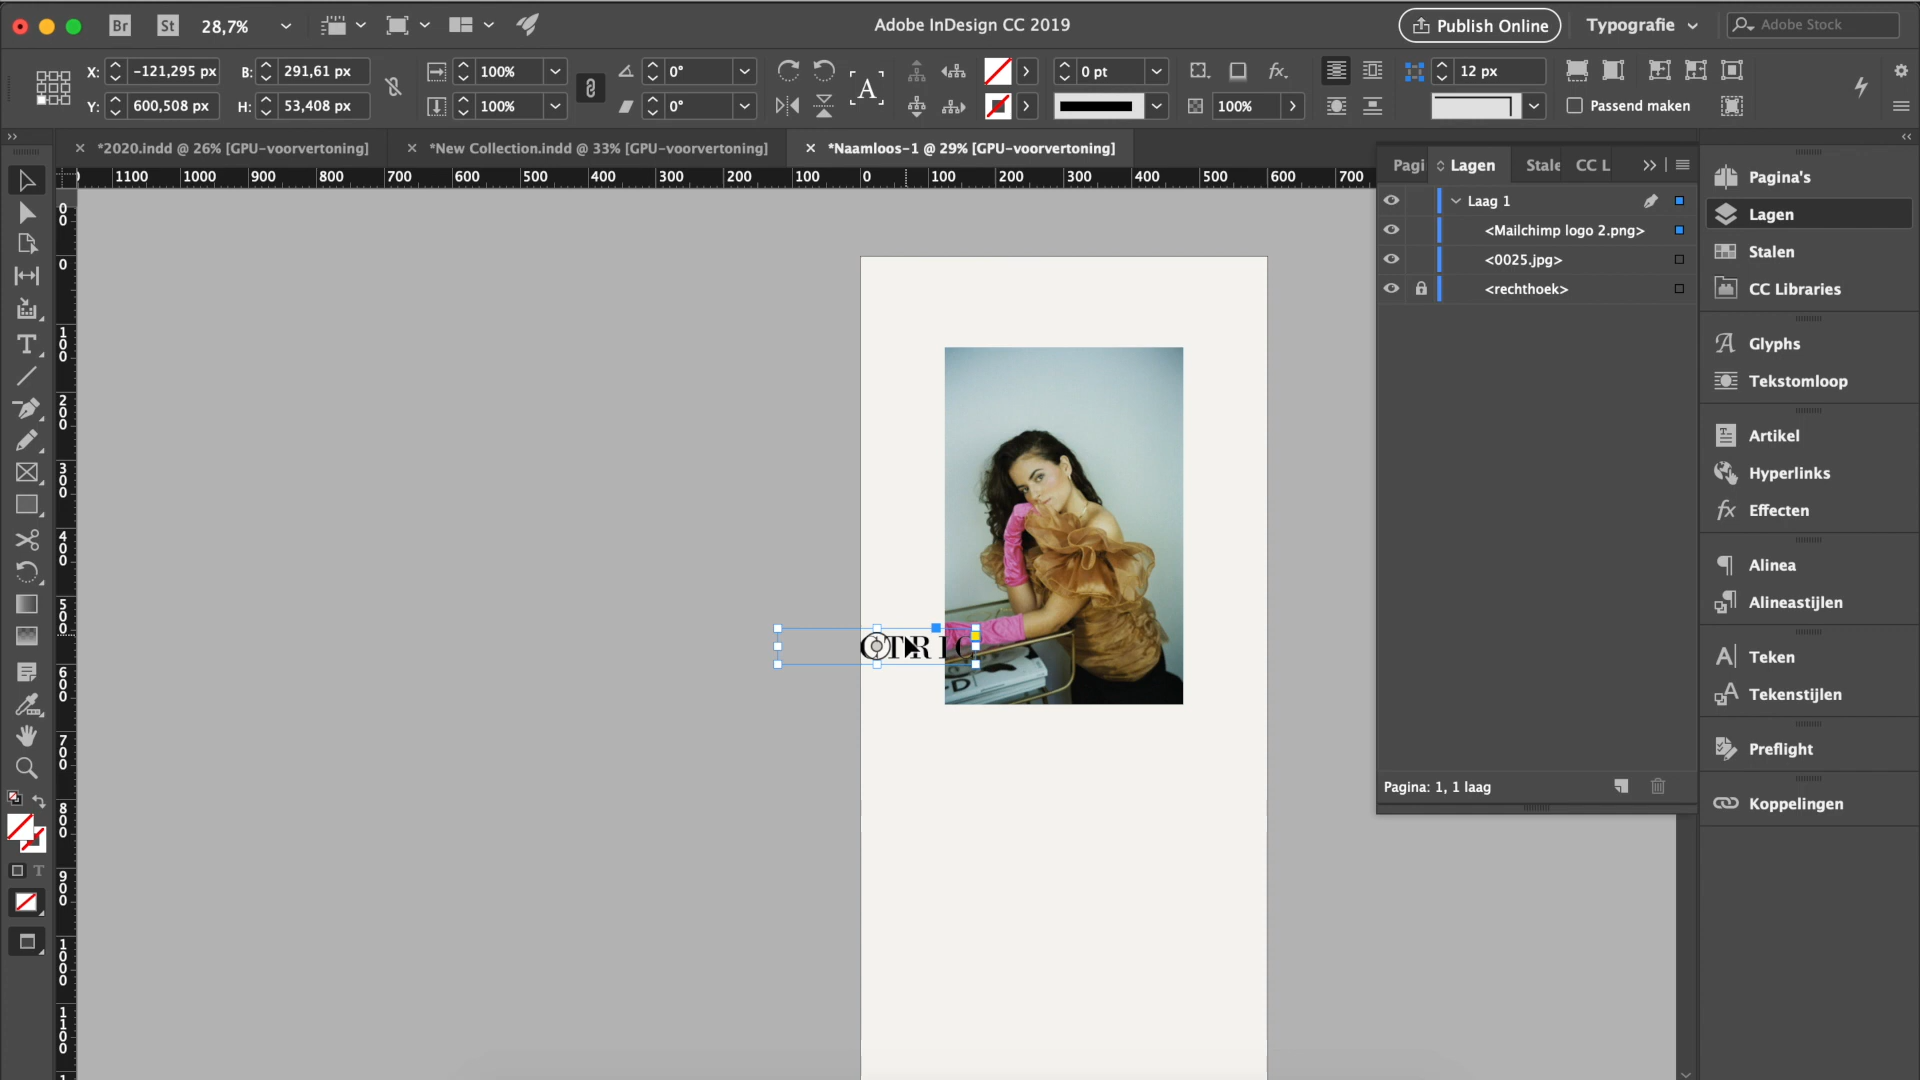 Br St 28,7% Adobe InDesign CC 2019 Publish Online Typografie Adobe Stock
X: -121,295 px B: 291,61 px 100% 0° A 0 pt fx. 12 px
Y: 600,508 px H: 53,408 px 100% 0° 100% Passend maken
*2020.indd @ 26% [GPU-voorvertoning] *New Collection.indd @ 33% [GPU-voorvertoning] *Naamloos-1 @ 29% [GPU-voorvertoning]
1100 1000 900 800 700 600 500 400 300 200 100 0 100 200 300 400 500 600 700
0
100
200
300
400
500
600
700
800
900
1000
1100
Pagi Lagen Stale CC L
Laag 1
<Mailchimp logo 2.png>
<0025.jpg>
<rechthoek>
Pagina: 1, 1 laag
Pagina's
Lagen
Stalen
CC Libraries
Glyphs
Tekstomloop
Artikel
Hyperlinks
fx Effecten
Alinea
Alineastijlen
Teken
Tekenstijlen
Preflight
Koppelingen